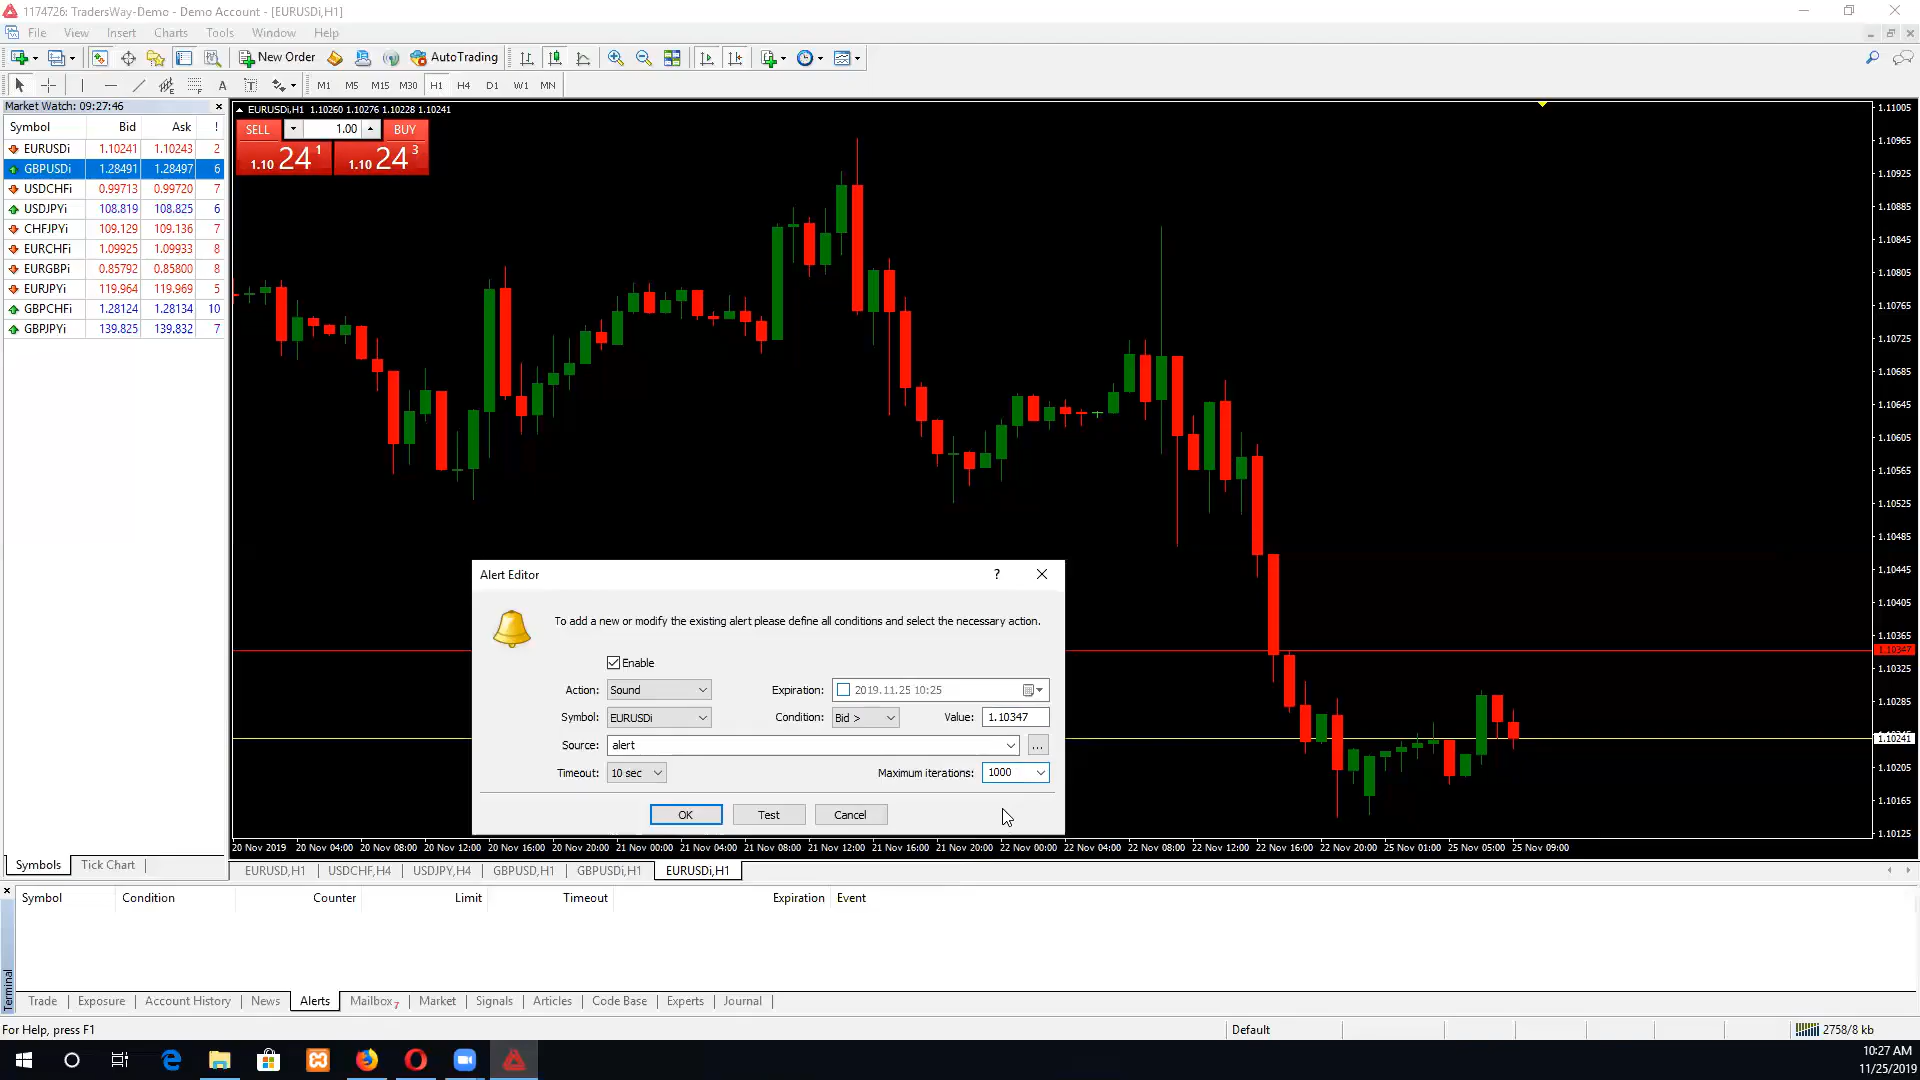 1174726: TradersWay-Demo - Demo Account - [EURUSDi,H1]
File View Insert Charts Tools Window Help
New Order AutoTrading
A T M1 M5 M15 M30 H1 H4 D1 W1 MN
Market Watch: 09:27:46
Symbol Bid Ask !
EURUSDi 1.10241 1.10243 2
GBPUSDi 1.28491 1.28497 6
USDCHFi 0.99713 0.99720 7
USDJPYi 108.819 108.825 6
CHFJPYi 109.129 109.136 7
EURCHFi 1.09925 1.09933 8
EURGBPi 0.85792 0.85800 8
EURJPYi 119.964 119.969 5
GBPCHFi 1.28124 1.28134 10
GBPJPYi 139.825 139.832 7
Symbols Tick Chart
EURUSDi,H1 1.10260 1.10276 1.10228 1.10241
SELL 1.00 BUY
1.10 24 1 1.10 24 3
1.11005
1.10965
1.10925
1.10885
1.10845
1.10805
1.10765
1.10725
1.10685
1.10645
1.10605
1.10565
1.10525
1.10485
1.10445
1.10405
1.10365
1.10347
1.10325
1.10285
1.10241
1.10205
1.10165
1.10125
Alert Editor ?
To add a new or modify the existing alert please define all conditions and select the necessary action.
Enable
Action: Sound Expiration: 2019.11.25 10:25
Symbol: EURUSDi Condition: Bid > Value: 1.10347
Source: alert ...
Timeout: 10 sec Maximum iterations: 1000
OK Test Cancel
20 Nov 2019 20 Nov 04:00 20 Nov 08:00 20 Nov 12:00 20 Nov 16:00 20 Nov 20:00 21 Nov 00:00 21 Nov 04:00 21 Nov 08:00 21 Nov 12:00 21 Nov 16:00 21 Nov 20:00 22 Nov 00:00 22 Nov 04:00 22 Nov 08:00 22 Nov 12:00 22 Nov 16:00 22 Nov 20:00 25 Nov 01:00 25 Nov 05:00 25 Nov 09:00
EURUSD,H1 USDCHF,H4 USDJPY,H4 GBPUSD,H1 GBPUSDi,H1 EURUSDi,H1
Symbol Condition Counter Limit Timeout Expiration Event
Terminal
Trade Exposure Account History News Alerts Mailbox 7 Market Signals Articles Code Base Experts Journal
For Help, press F1 Default 2758/8 kb
10:27 AM
11/25/2019